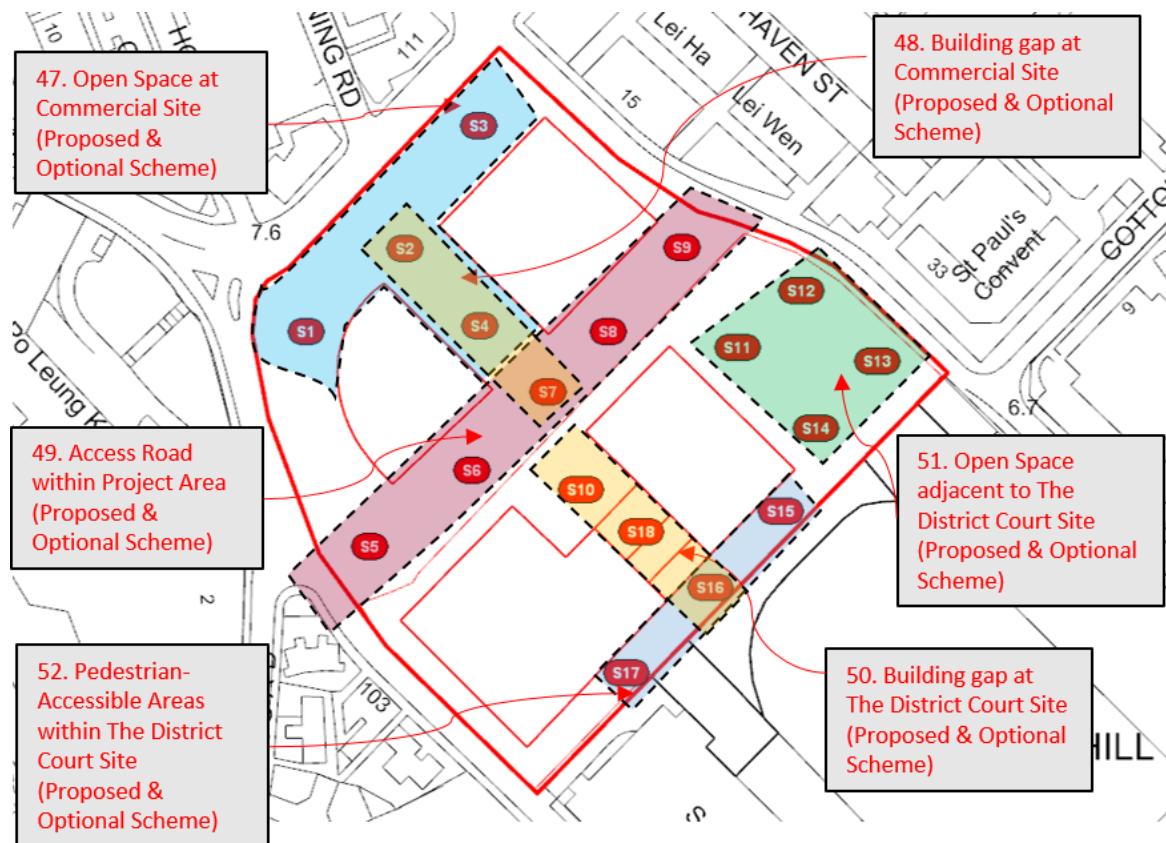 10
HO
NING RD
111
Lei Ha
HAVEN ST
15
Lei Wen
47. Open Space at
Commercial Site
(Proposed &
Optional Scheme)
48. Building gap at
Commercial Site
(Proposed & Optional
Scheme)
S3
7.6
S2
S9
St Paul's
Convent
33
GOTTO
S12
9
S1
S4
S8
S11
S13
Po Leung K
S7
6.7
S14
49. Access Road
within Project Area
(Proposed &
Optional Scheme)
S6
S10
S15
51. Open Space
adjacent to The
District Court Site
(Proposed & Optional
Scheme)
S5
S18
S16
2
52. Pedestrian-
Accessible Areas
within The District
Court Site
(Proposed &
Optional Scheme)
103
S17
50. Building gap at
The District Court Site
(Proposed & Optional
Scheme)
HILL
S